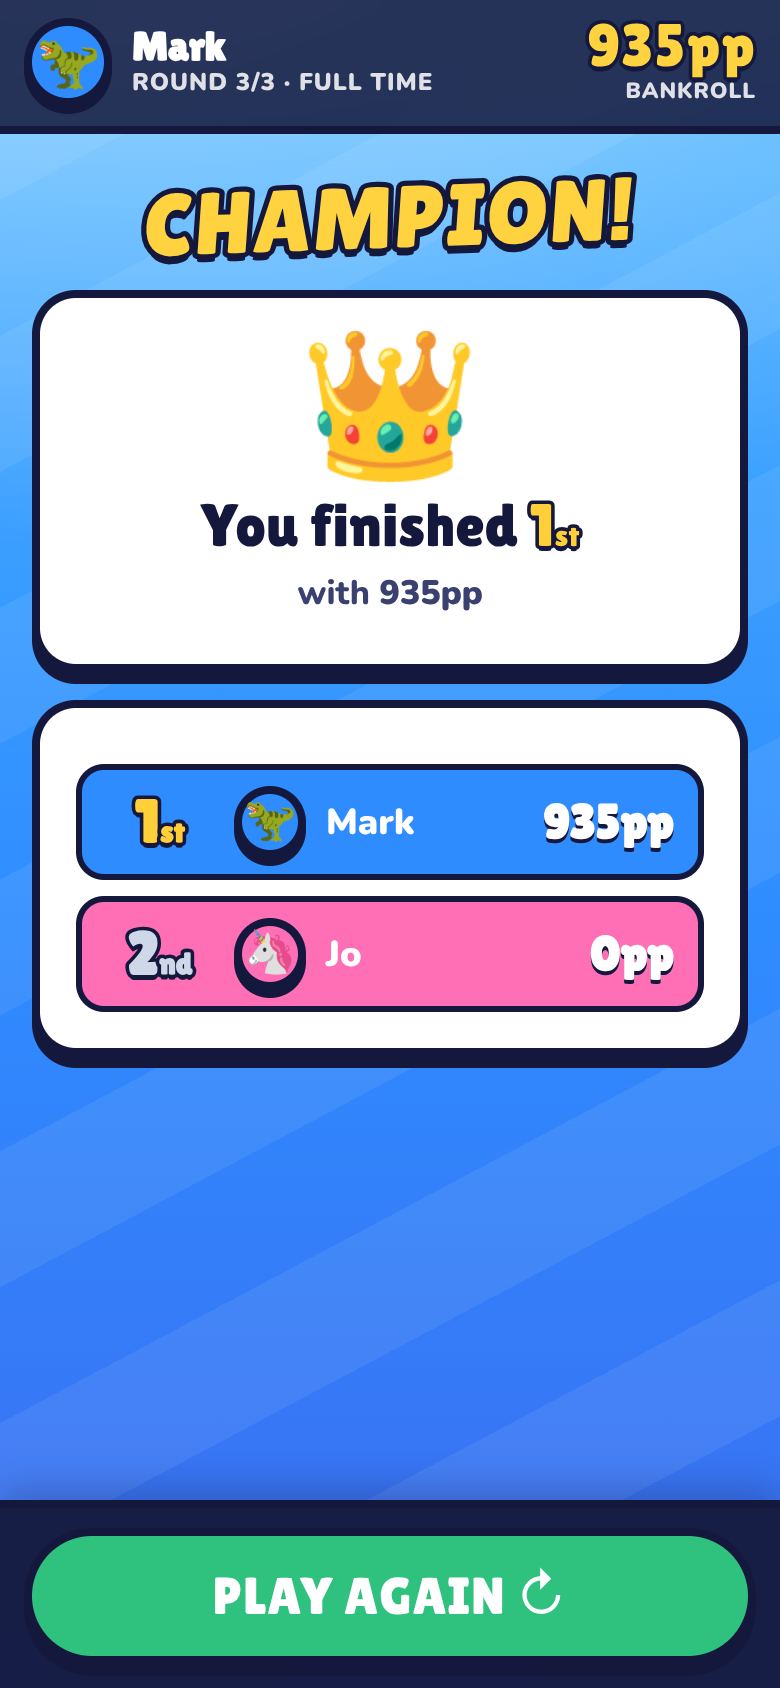 Mark
ROUND 3/3 · FULL TIME
935pp
BANKROLL
CHAMPION!
You finished 1st
with 935pp
1st Mark 935pp
2nd Jo 0pp
PLAY AGAIN ↻